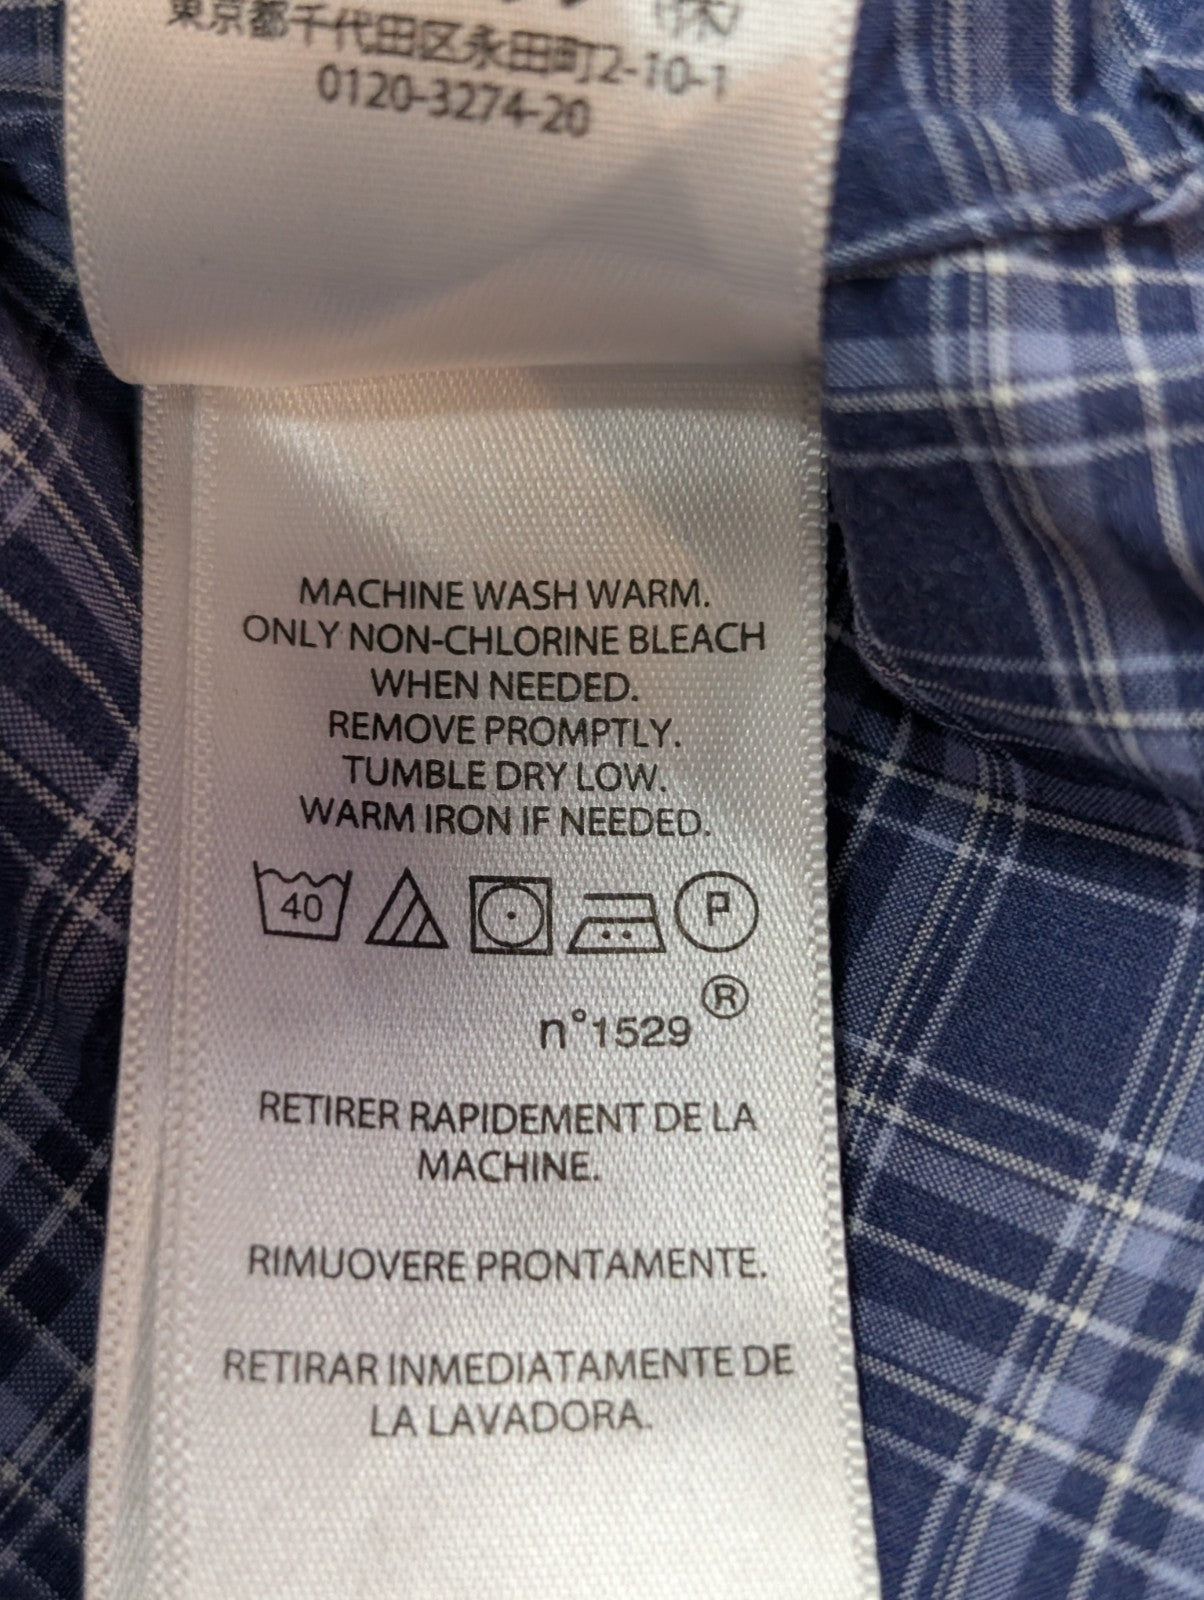 (株)
東京都千代田区永田町2-10-1
0120-3274-20
MACHINE WASH WARM.
ONLY NON-CHLORINE BLEACH
WHEN NEEDED.
REMOVE PROMPTLY.
TUMBLE DRY LOW.
WARM IRON IF NEEDED.
40 P
®
n°1529
RETIRER RAPIDEMENT DE LA
MACHINE.
RIMUOVERE PRONTAMENTE.
RETIRAR INMEDIATAMENTE DE
LA LAVADORA.